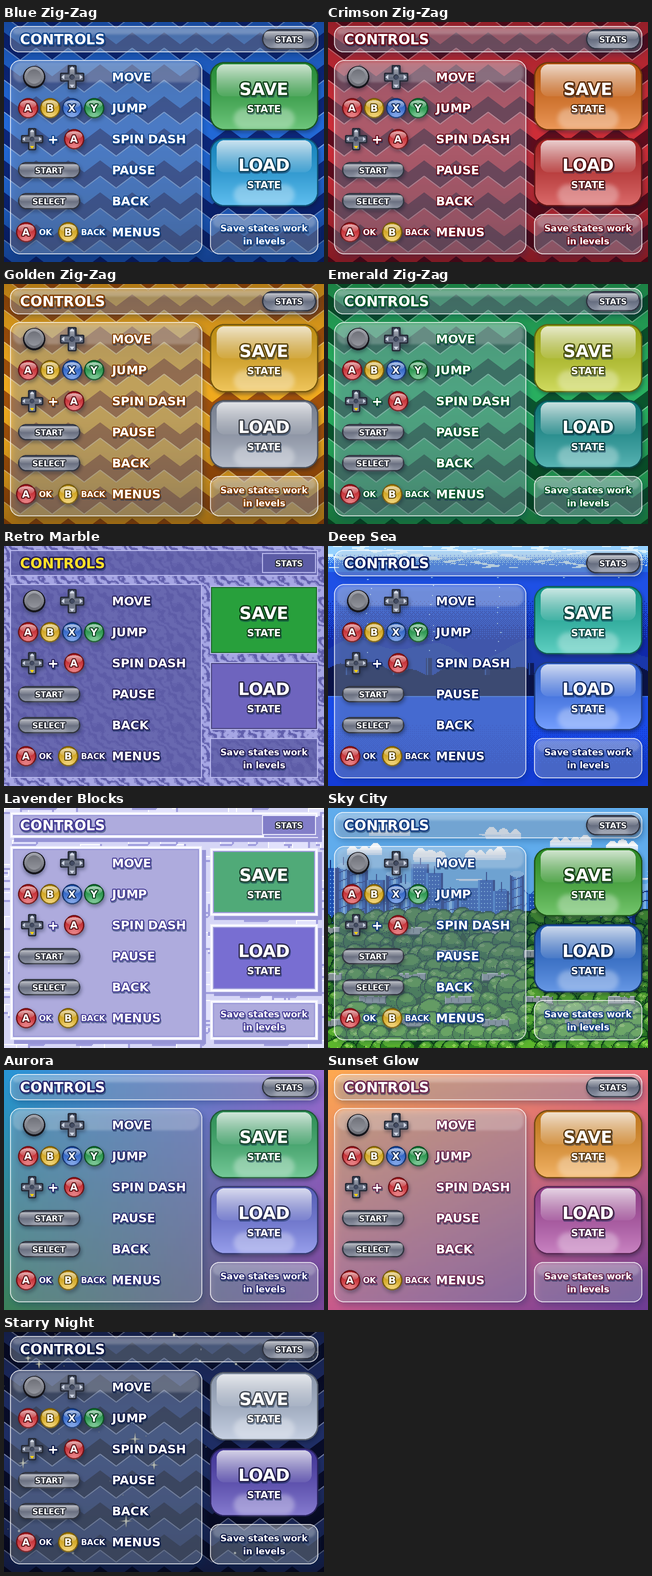 Blue Zig-Zag
CONTROLS STATS
MOVE
A B X Y JUMP
+ A SPIN DASH
START PAUSE
SELECT BACK
A OK B BACK MENUS
SAVE
STATE
LOAD
STATE
Save states work
in levels
Crimson Zig-Zag
CONTROLS STATS
MOVE
A B X Y JUMP
+ A SPIN DASH
START PAUSE
SELECT BACK
A OK B BACK MENUS
SAVE
STATE
LOAD
STATE
Save states work
in levels
Golden Zig-Zag
CONTROLS STATS
MOVE
A B X Y JUMP
+ A SPIN DASH
START PAUSE
SELECT BACK
A OK B BACK MENUS
SAVE
STATE
LOAD
STATE
Save states work
in levels
Emerald Zig-Zag
CONTROLS STATS
MOVE
A B X Y JUMP
+ A SPIN DASH
START PAUSE
SELECT BACK
A OK B BACK MENUS
SAVE
STATE
LOAD
STATE
Save states work
in levels
Retro Marble
CONTROLS STATS
MOVE
A B X Y JUMP
+ A SPIN DASH
START PAUSE
SELECT BACK
A OK B BACK MENUS
SAVE
STATE
LOAD
STATE
Save states work
in levels
Deep Sea
CONTROLS STATS
MOVE
A B X Y JUMP
+ A SPIN DASH
START PAUSE
SELECT BACK
A OK B BACK MENUS
SAVE
STATE
LOAD
STATE
Save states work
in levels
Lavender Blocks
CONTROLS STATS
MOVE
A B X Y JUMP
+ A SPIN DASH
START PAUSE
SELECT BACK
A OK B BACK MENUS
SAVE
STATE
LOAD
STATE
Save states work
in levels
Sky City
CONTROLS STATS
MOVE
A B X Y JUMP
+ A SPIN DASH
START PAUSE
SELECT BACK
A OK B BACK MENUS
SAVE
STATE
LOAD
STATE
Save states work
in levels
Aurora
CONTROLS STATS
MOVE
A B X Y JUMP
+ A SPIN DASH
START PAUSE
SELECT BACK
A OK B BACK MENUS
SAVE
STATE
LOAD
STATE
Save states work
in levels
Sunset Glow
CONTROLS STATS
MOVE
A B X Y JUMP
+ A SPIN DASH
START PAUSE
SELECT BACK
A OK B BACK MENUS
SAVE
STATE
LOAD
STATE
Save states work
in levels
Starry Night
CONTROLS STATS
MOVE
A B X Y JUMP
+ A SPIN DASH
START PAUSE
SELECT BACK
A OK B BACK MENUS
SAVE
STATE
LOAD
STATE
Save states work
in levels